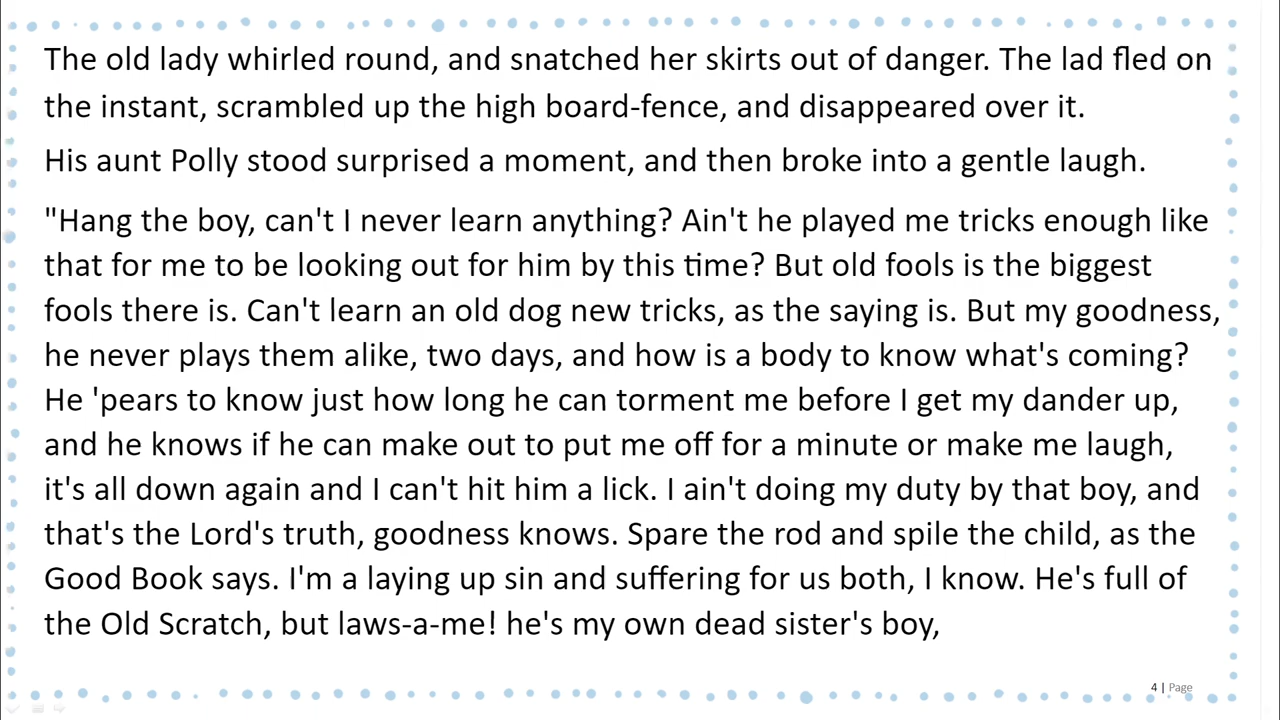 The old lady whirled round, and snatched her skirts out of danger. The lad fled on
the instant, scrambled up the high board-fence, and disappeared over it.
His aunt Polly stood surprised a moment, and then broke into a gentle laugh.
"Hang the boy, can't I never learn anything? Ain't he played me tricks enough like
that for me to be looking out for him by this time? But old fools is the biggest
fools there is. Can't learn an old dog new tricks, as the saying is. But my goodness,
he never plays them alike, two days, and how is a body to know what's coming?
He 'pears to know just how long he can torment me before I get my dander up,
and he knows if he can make out to put me off for a minute or make me laugh,
it's all down again and I can't hit him a lick. I ain't doing my duty by that boy, and
that's the Lord's truth, goodness knows. Spare the rod and spile the child, as the
Good Book says. I'm a laying up sin and suffering for us both, I know. He's full of
the Old Scratch, but laws-a-me! he's my own dead sister's boy,
4 | Page